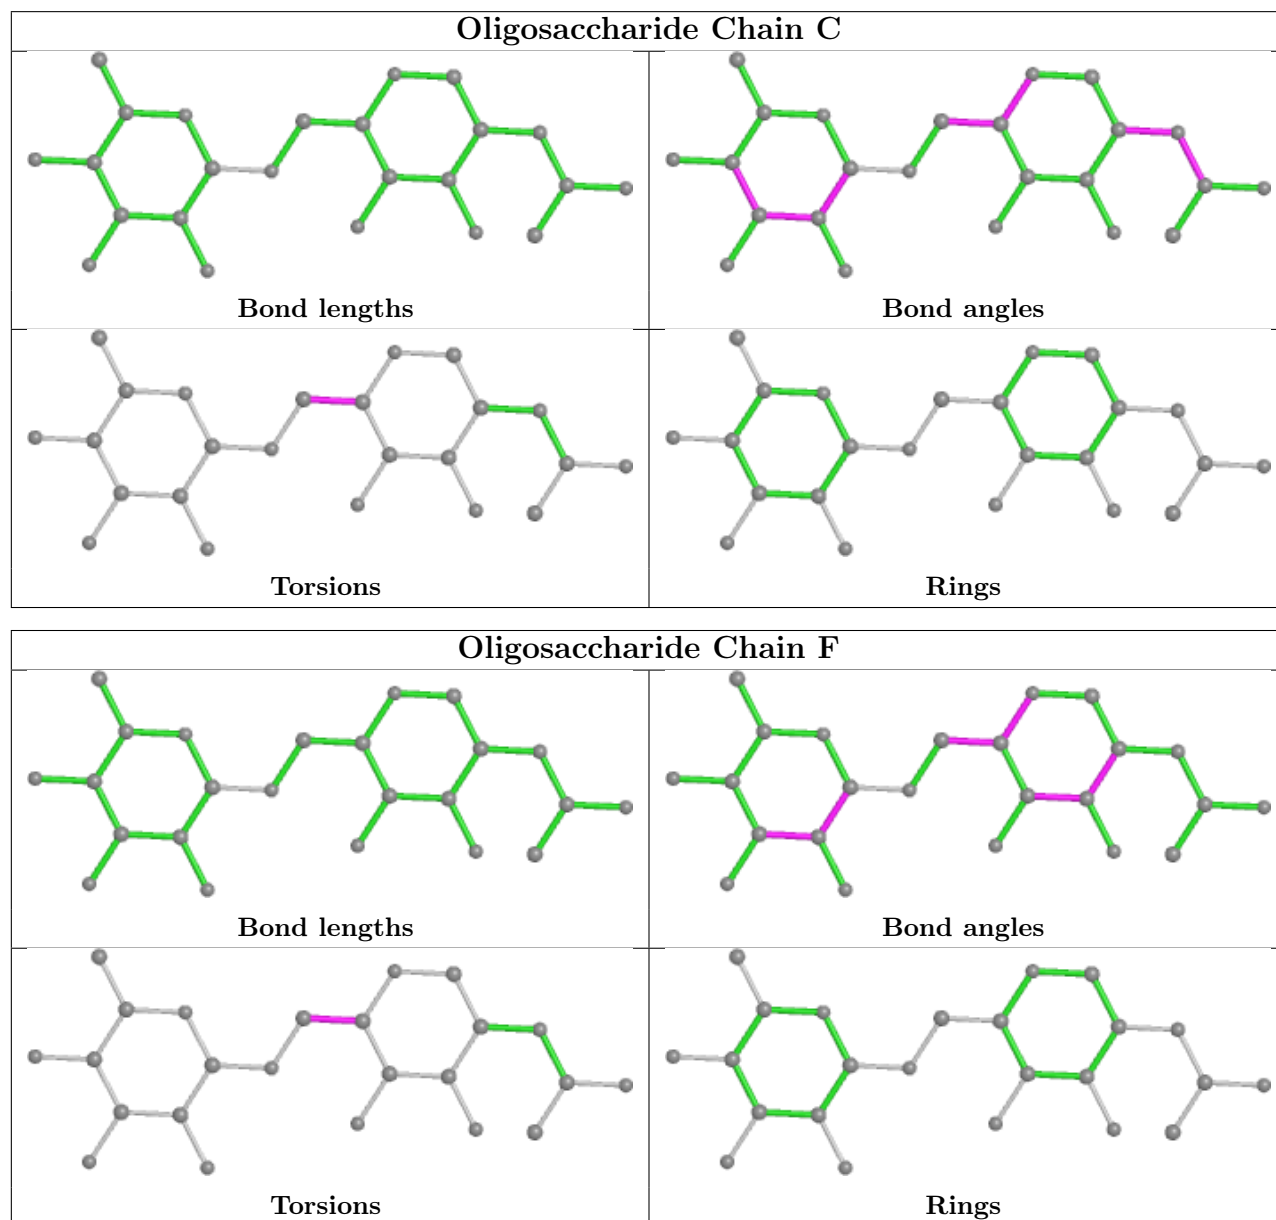 Oligosaccharide Chain C
Bond lengths
Bond angles
Torsions
Rings
Oligosaccharide Chain F
Bond lengths
Bond angles
Torsions
Rings